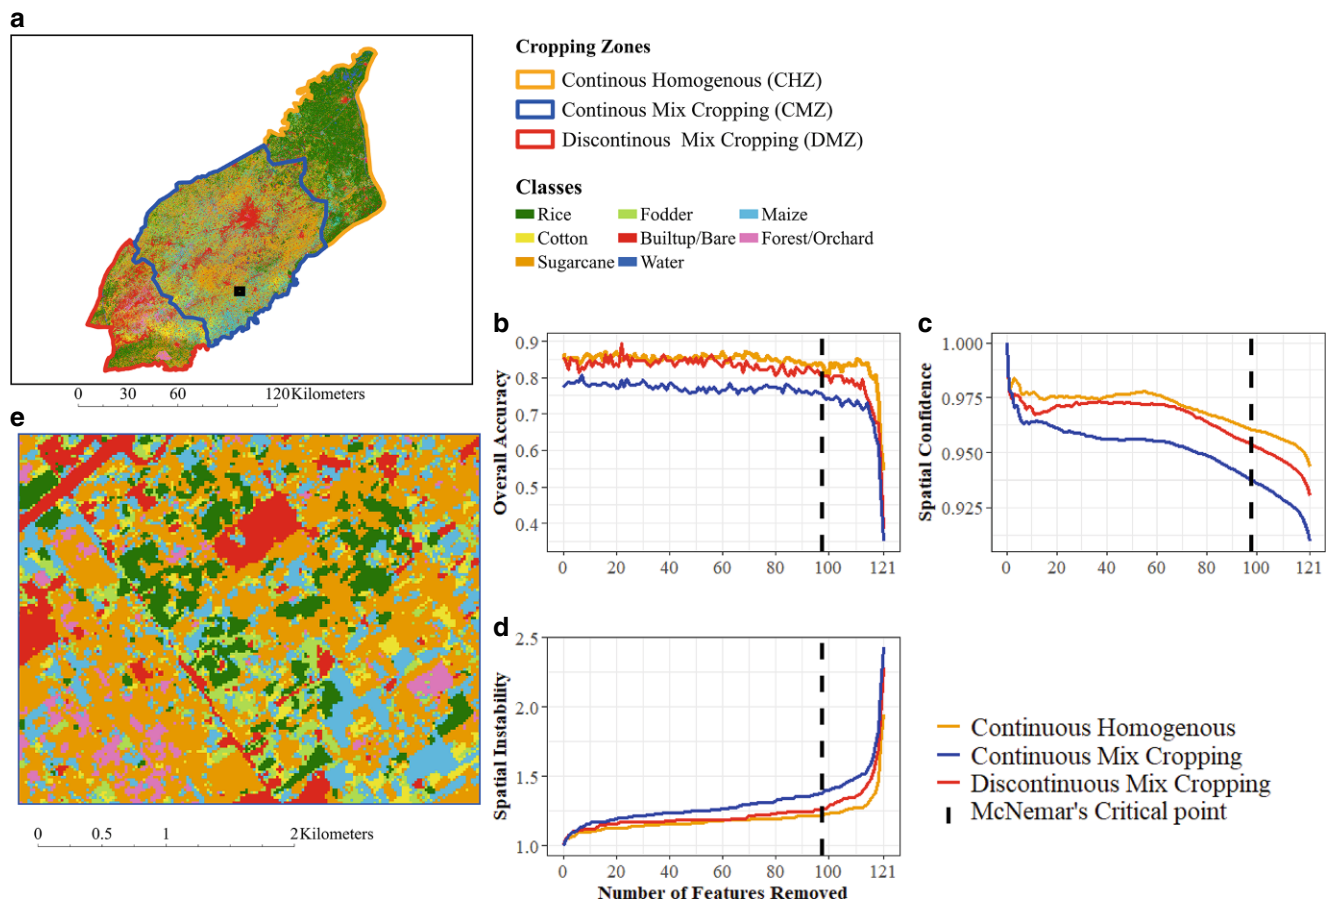 a
Cropping Zones
Continous Homogenous (CHZ)
Continous Mix Cropping (CMZ)
Discontinous Mix Cropping (DMZ)
Classes
Rice Fodder Maize
Cotton Builtup/Bare Forest/Orchard
Sugarcane Water
0 30 60 120 Kilometers
b
Overall Accuracy
0.9
0.8
0.7
0.6
0.5
0.4
0 20 40 60 80 100 121
c
Spatial Confidence
1.000
0.975
0.950
0.925
0 20 40 60 80 100 121
e
0 0.5 1 2 Kilometers
d
Spatial Instability
2.5
2.0
1.5
1.0
0 20 40 60 80 100 121
Number of Features Removed
Continuous Homogenous
Continuous Mix Cropping
Discontinuous Mix Cropping
McNemar's Critical point